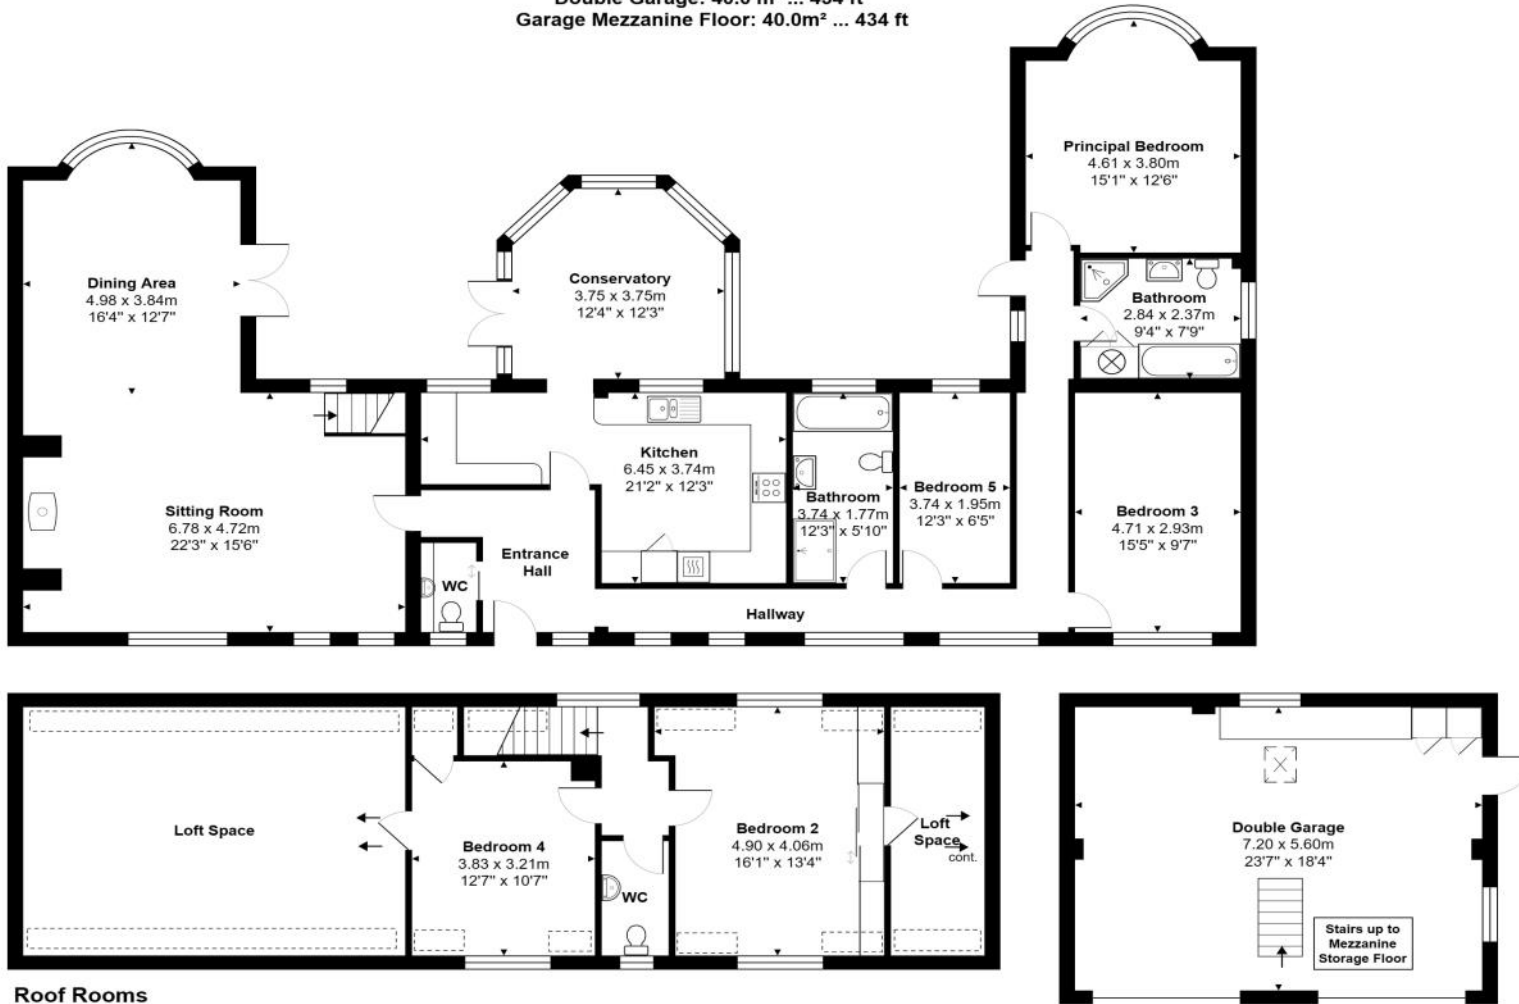 Garage Mezzanine Floor: 40.0m² ... 434 ft
Principal Bedroom
4.61 x 3.80m
15'1" x 12'6"
Dining Area
4.98 x 3.84m
16'4" x 12'7"
Conservatory
3.75 x 3.75m
12'4" x 12'3"
Bathroom
2.84 x 2.37m
9'4" x 7'9"
Kitchen
6.45 x 3.74m
21'2" x 12'3"
Sitting Room
6.78 x 4.72m
22'3" x 15'6"
Bathroom
3.74 x 1.77m
12'3" x 5'10"
Bedroom 5
3.74 x 1.95m
12'3" x 6'5"
Bedroom 3
4.71 x 2.93m
15'5" x 9'7"
Entrance
Hall
WC
Hallway
Loft Space
Bedroom 4
3.83 x 3.21m
12'7" x 10'7"
WC
Bedroom 2
4.90 x 4.06m
16'1" x 13'4"
Loft
Space
cont.
Double Garage
7.20 x 5.60m
23'7" x 18'4"
Stairs up to
Mezzanine
Storage Floor
Roof Rooms